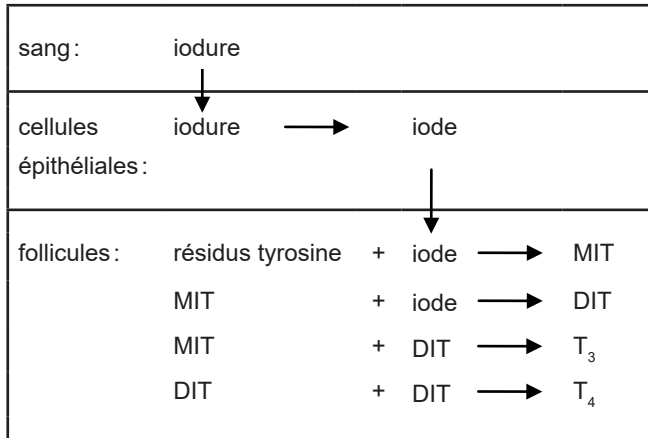 sang : iodure
cellules iodure iode
épithéliales :
follicules : résidus tyrosine + iode MIT
MIT + iode DIT
MIT + DIT T₃
DIT + DIT T₄